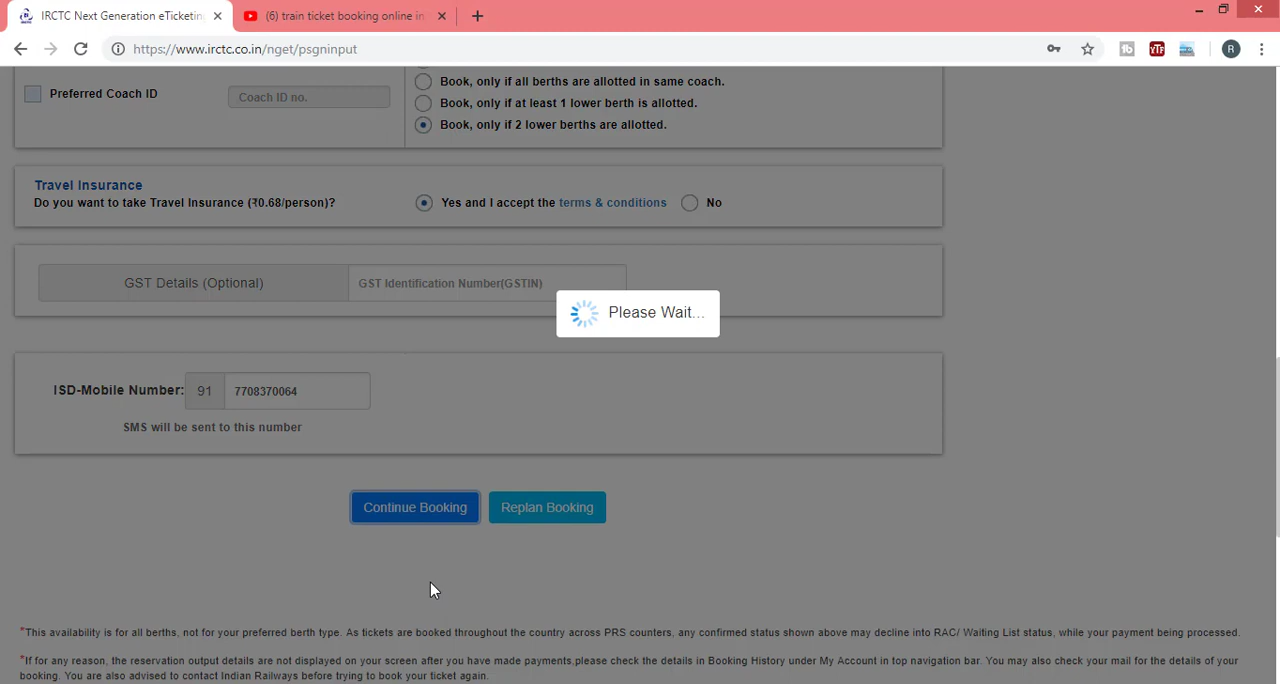 IRCTC Next Generation eTicketin
(6) train ticket booking online in
https://www.irctc.co.in/nget/psgninput
tb
YTF
R
Preferred Coach ID
Coach ID no.
Book, only if all berths are allotted in same coach.
Book, only if at least 1 lower berth is allotted.
Book, only if 2 lower berths are allotted.
Travel Insurance
Do you want to take Travel Insurance (₹0.68/person)?
Yes and I accept the terms & conditions
No
GST Details (Optional)
GST Identification Number(GSTIN)
Please Wait...
ISD-Mobile Number:
91
7708370064
SMS will be sent to this number
Continue Booking
Replan Booking
*This availability is for all berths, not for your preferred berth type. As tickets are booked throughout the country across PRS counters, any confirmed status shown above may decline into RAC/ Waiting List status, while your payment being processed.
*If for any reason, the reservation output details are not displayed on your screen after you have made payments,please check the details in Booking History under My Account in top navigation bar. You may also check your mail for the details of your
booking. You are also advised to contact Indian Railways before trying to book your ticket again.